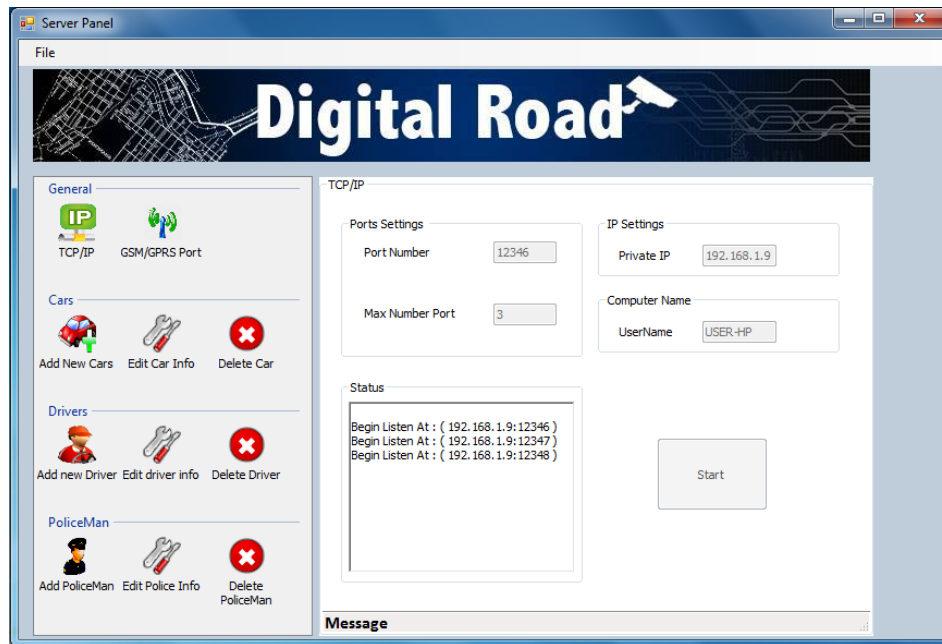 Server Panel
File
Digital Road
General
IP
TCP/IP
GSM/GPRS Port
Cars
Add New Cars
Edit Car Info
Delete Car
Drivers
Add new Driver
Edit driver info
Delete Driver
PoliceMan
Add PoliceMan
Edit Police Info
Delete
PoliceMan
TCP/IP
Ports Settings
Port Number
12346
Max Number Port
3
IP Settings
Private IP
192.168.1.9
Computer Name
UserName
USER-HP
Status
Begin Listen At : ( 192.168.1.9:12346 )
Begin Listen At : ( 192.168.1.9:12347 )
Begin Listen At : ( 192.168.1.9:12348 )
Start
Message